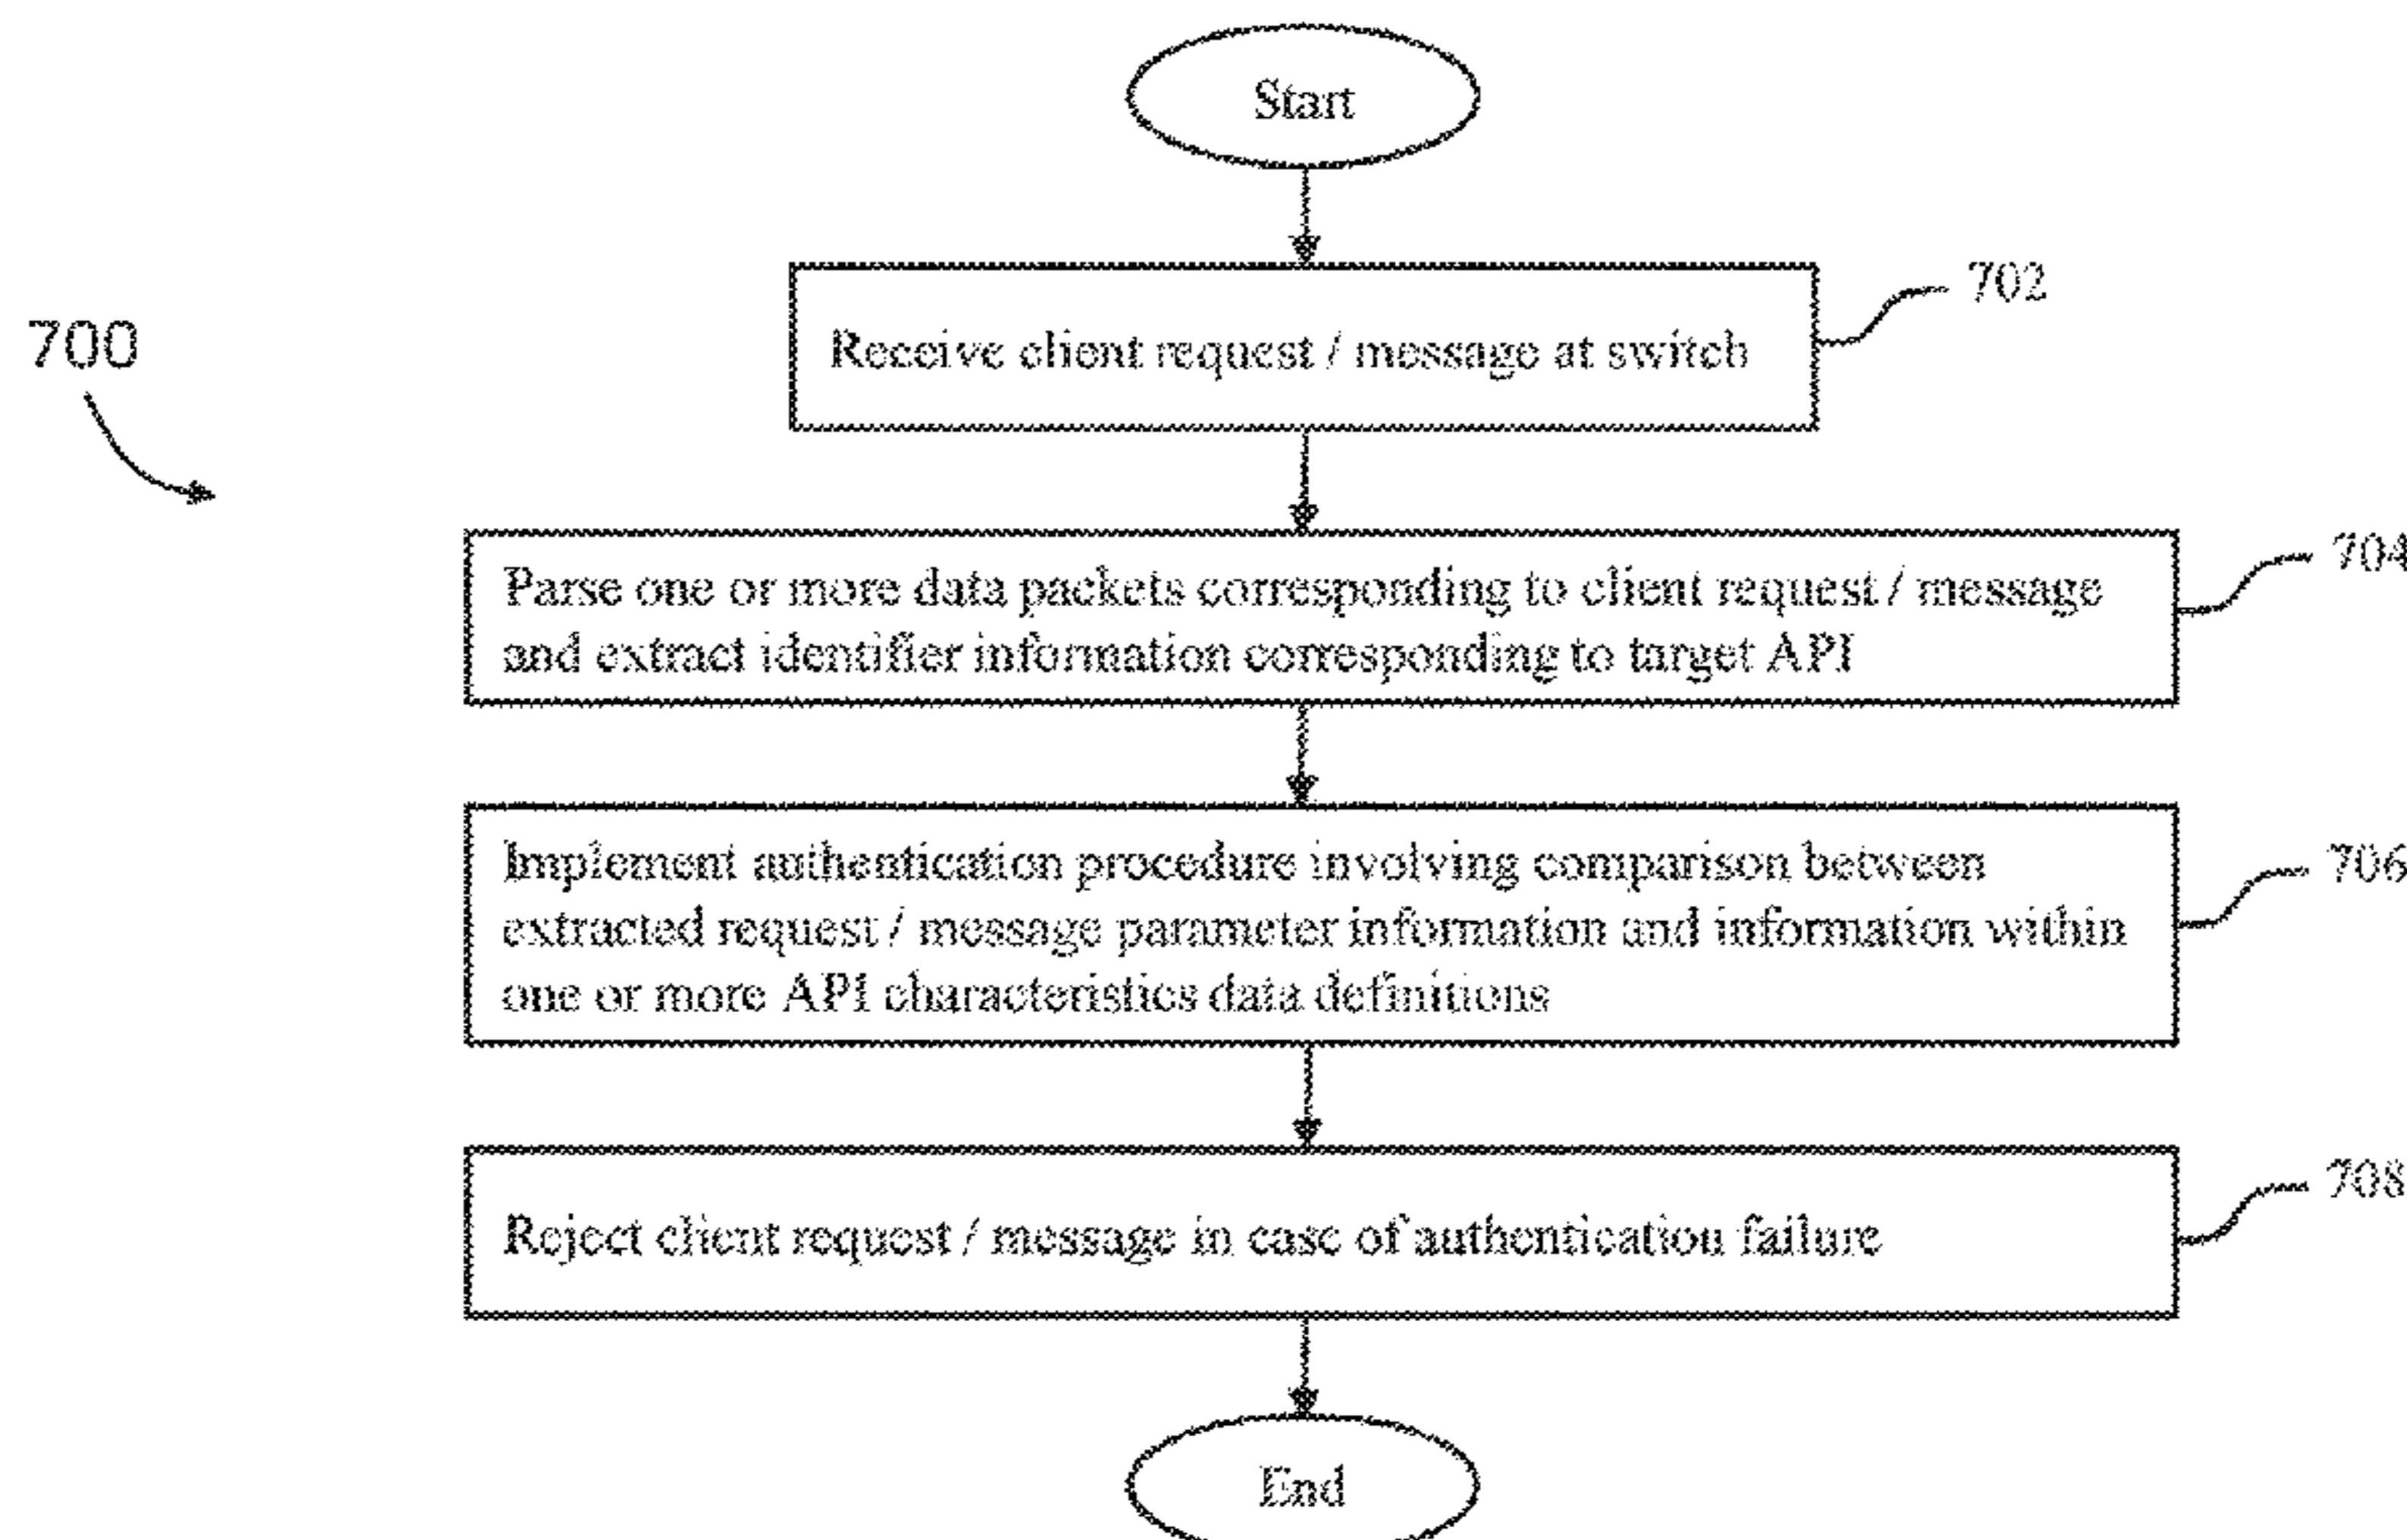 Start
700
702
Receive client request / message at switch
704
Parse one or more data packets corresponding to client request / message
and extract identifier information corresponding to target API
706
Implement authentication procedure involving comparison between
extracted request / message parameter information and information within
one or more API characteristics data definitions
708
Reject client request / message in case of authentication failure
End